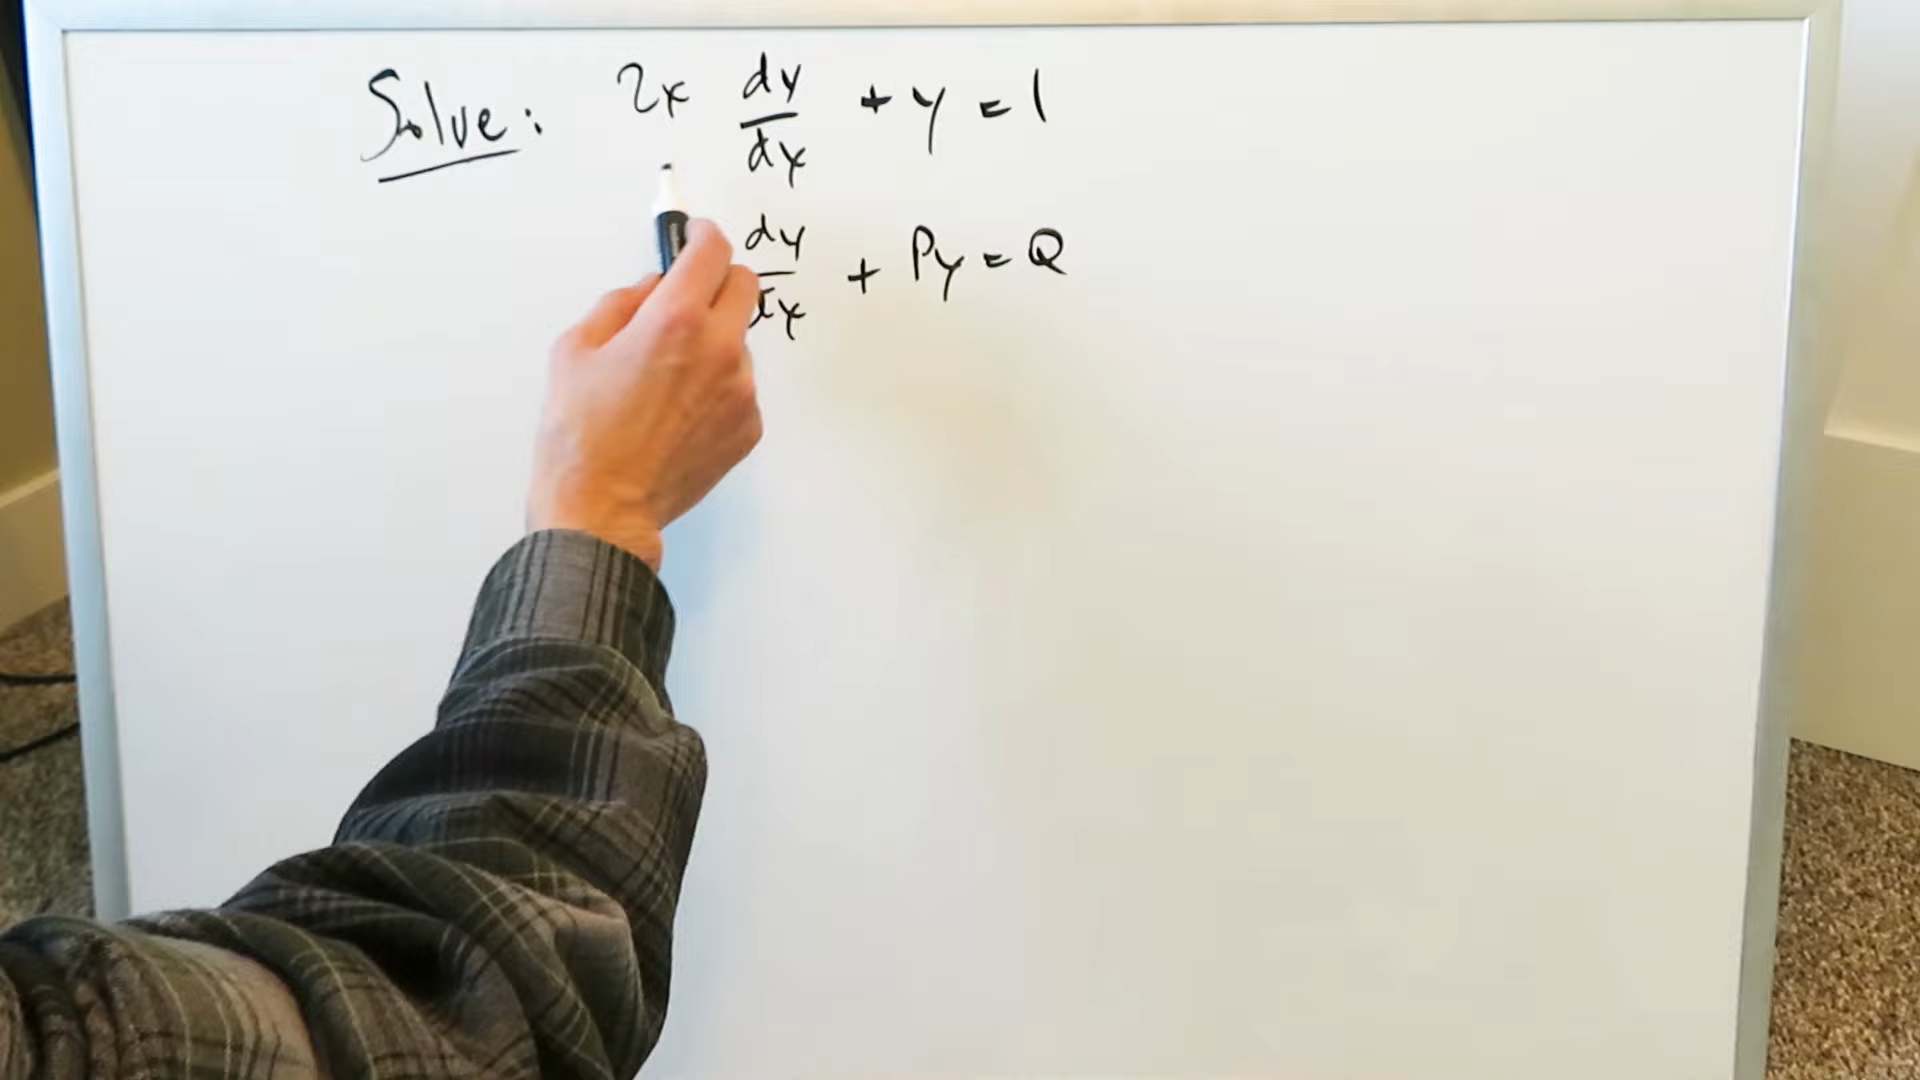 Solve: 2x dy/dx + y = 1
dy/dx + Py = Q